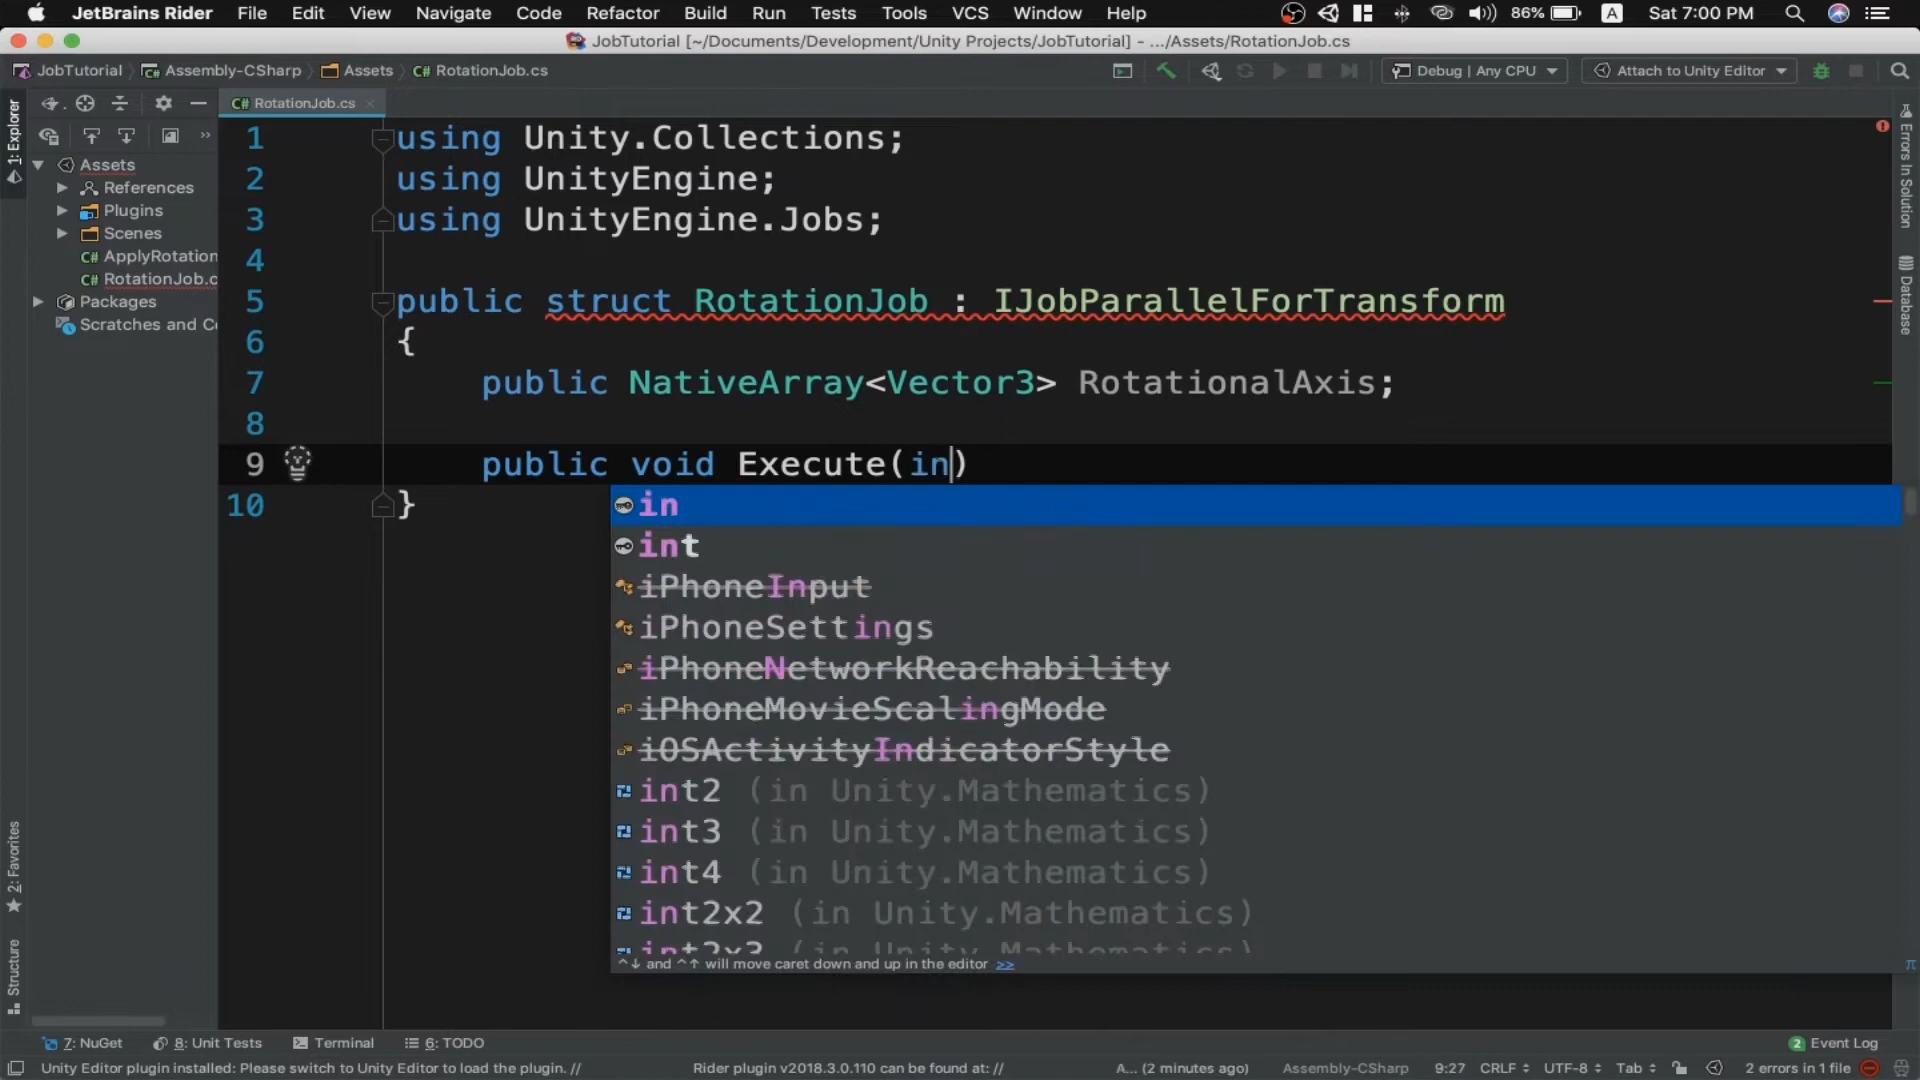 JetBrains Rider File Edit View Navigate Code Refactor Build Run Tests Tools VCS Window Help 86% A Sat 7:00 PM
JobTutorial [~/Documents/Development/Unity Projects/JobTutorial] - .../Assets/RotationJob.cs
JobTutorial Assembly-CSharp Assets C# RotationJob.cs Debug | Any CPU Attach to Unity Editor
C# RotationJob.cs
1: Explorer
Assets
References
Plugins
Scenes
C# ApplyRotation
C# RotationJob.c
Packages
Scratches and Co
2: Favorites
Structure
1 using Unity.Collections;
2 using UnityEngine;
3 using UnityEngine.Jobs;
4
5 public struct RotationJob : IJobParallelForTransform
6 {
7 public NativeArray<Vector3> RotationalAxis;
8
9 public void Execute(in)
10 }
in
int
iPhoneInput
iPhoneSettings
iPhoneNetworkReachability
iPhoneMovieScalingMode
iOSActivityIndicatorStyle
int2 (in Unity.Mathematics)
int3 (in Unity.Mathematics)
int4 (in Unity.Mathematics)
int2x2 (in Unity.Mathematics)
int2x3 (in Unity.Mathematics)
^↓ and ^↑ will move caret down and up in the editor >>
π
Errors In Solution
Database
7: NuGet 8: Unit Tests Terminal 6: TODO 2 Event Log
Unity Editor plugin installed: Please switch to Unity Editor to load the plugin. // Rider plugin v2018.3.0.110 can be found at: // A... (2 minutes ago) Assembly-CSharp 9:27 CRLF UTF-8 Tab 2 errors in 1 file